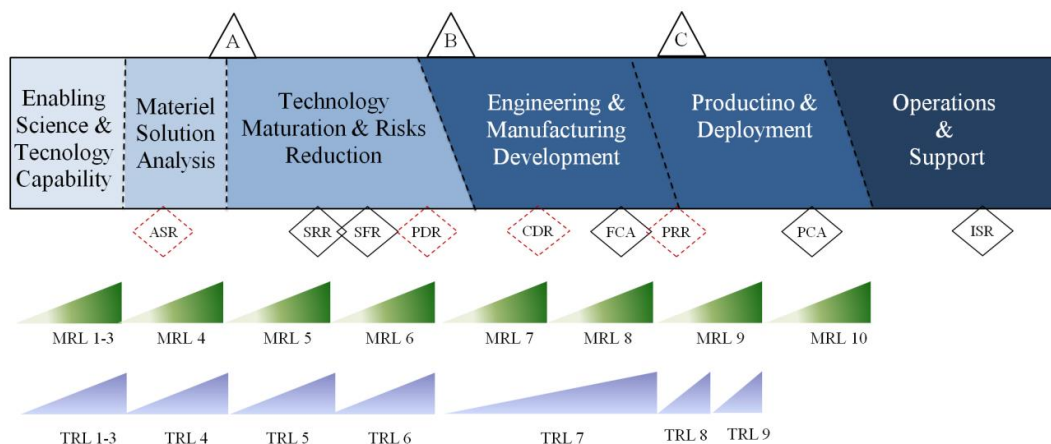 A
B
C
Enabling
Science &
Tecnology
Capability
Materiel
Solution
Analysis
Technology
Maturation & Risks
Reduction
Engineering &
Manufacturing
Development
Productino &
Deployment
Operations
&
Support
ASR
SRR
SFR
PDR
CDR
FCA
PRR
PCA
ISR
MRL 1-3
MRL 4
MRL 5
MRL 6
MRL 7
MRL 8
MRL 9
MRL 10
TRL 1-3
TRL 4
TRL 5
TRL 6
TRL 7
TRL 8
TRL 9